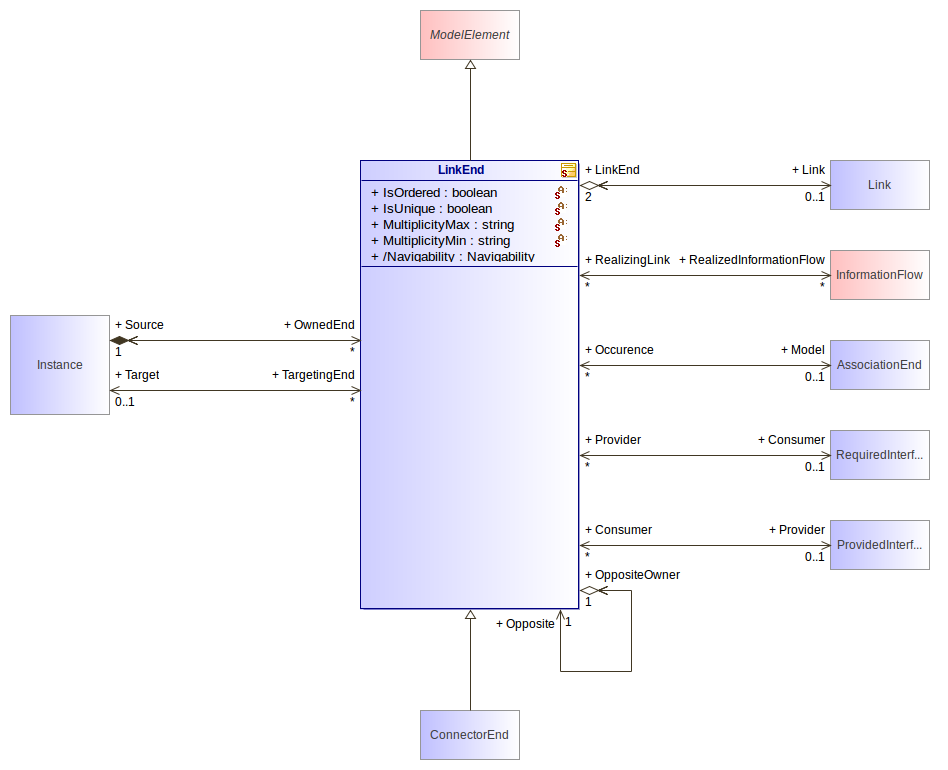 ModelElement
LinkEnd
+ IsOrdered : boolean
+ IsUnique : boolean
+ MultiplicityMax : string
+ MultiplicityMin : string
+ /Navigability : Navigability
+ LinkEnd + Link
2 0..1
Link
+ RealizingLink + RealizedInformationFlow
* *
InformationFlow
+ Source + OwnedEnd
1 *
Instance
+ Target + TargetingEnd
0..1 *
+ Occurence + Model
* 0..1
AssociationEnd
+ Provider + Consumer
* 0..1
RequiredInterf...
+ Consumer + Provider
* 0..1
ProvidedInterf...
+ OppositeOwner
1
+ Opposite 1
ConnectorEnd